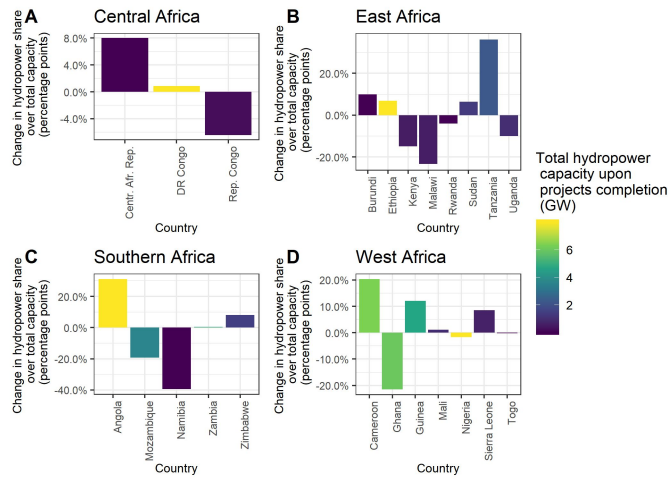 A Central Africa
Change in hydropower share
over total capacity
(percentage points)
8.0%
4.0%
0.0%
-4.0%
Centr. Afr. Rep.
DR Congo
Rep. Congo
Country
B East Africa
Change in hydropower share
over total capacity
(percentage points)
20.0%
0.0%
-20.0%
Burundi
Ethiopia
Kenya
Malawi
Rwanda
Sudan
Tanzania
Uganda
Country
C Southern Africa
Change in hydropower share
over total capacity
(percentage points)
20.0%
0.0%
-20.0%
-40.0%
Angola
Mozambique
Namibia
Zambia
Zimbabwe
Country
D West Africa
Change in hydropower share
over total capacity
(percentage points)
20.0%
10.0%
0.0%
-10.0%
-20.0%
Cameroon
Ghana
Guinea
Mali
Nigeria
Sierra Leone
Togo
Country
Total hydropower
capacity upon
projects completion
(GW)
6
4
2